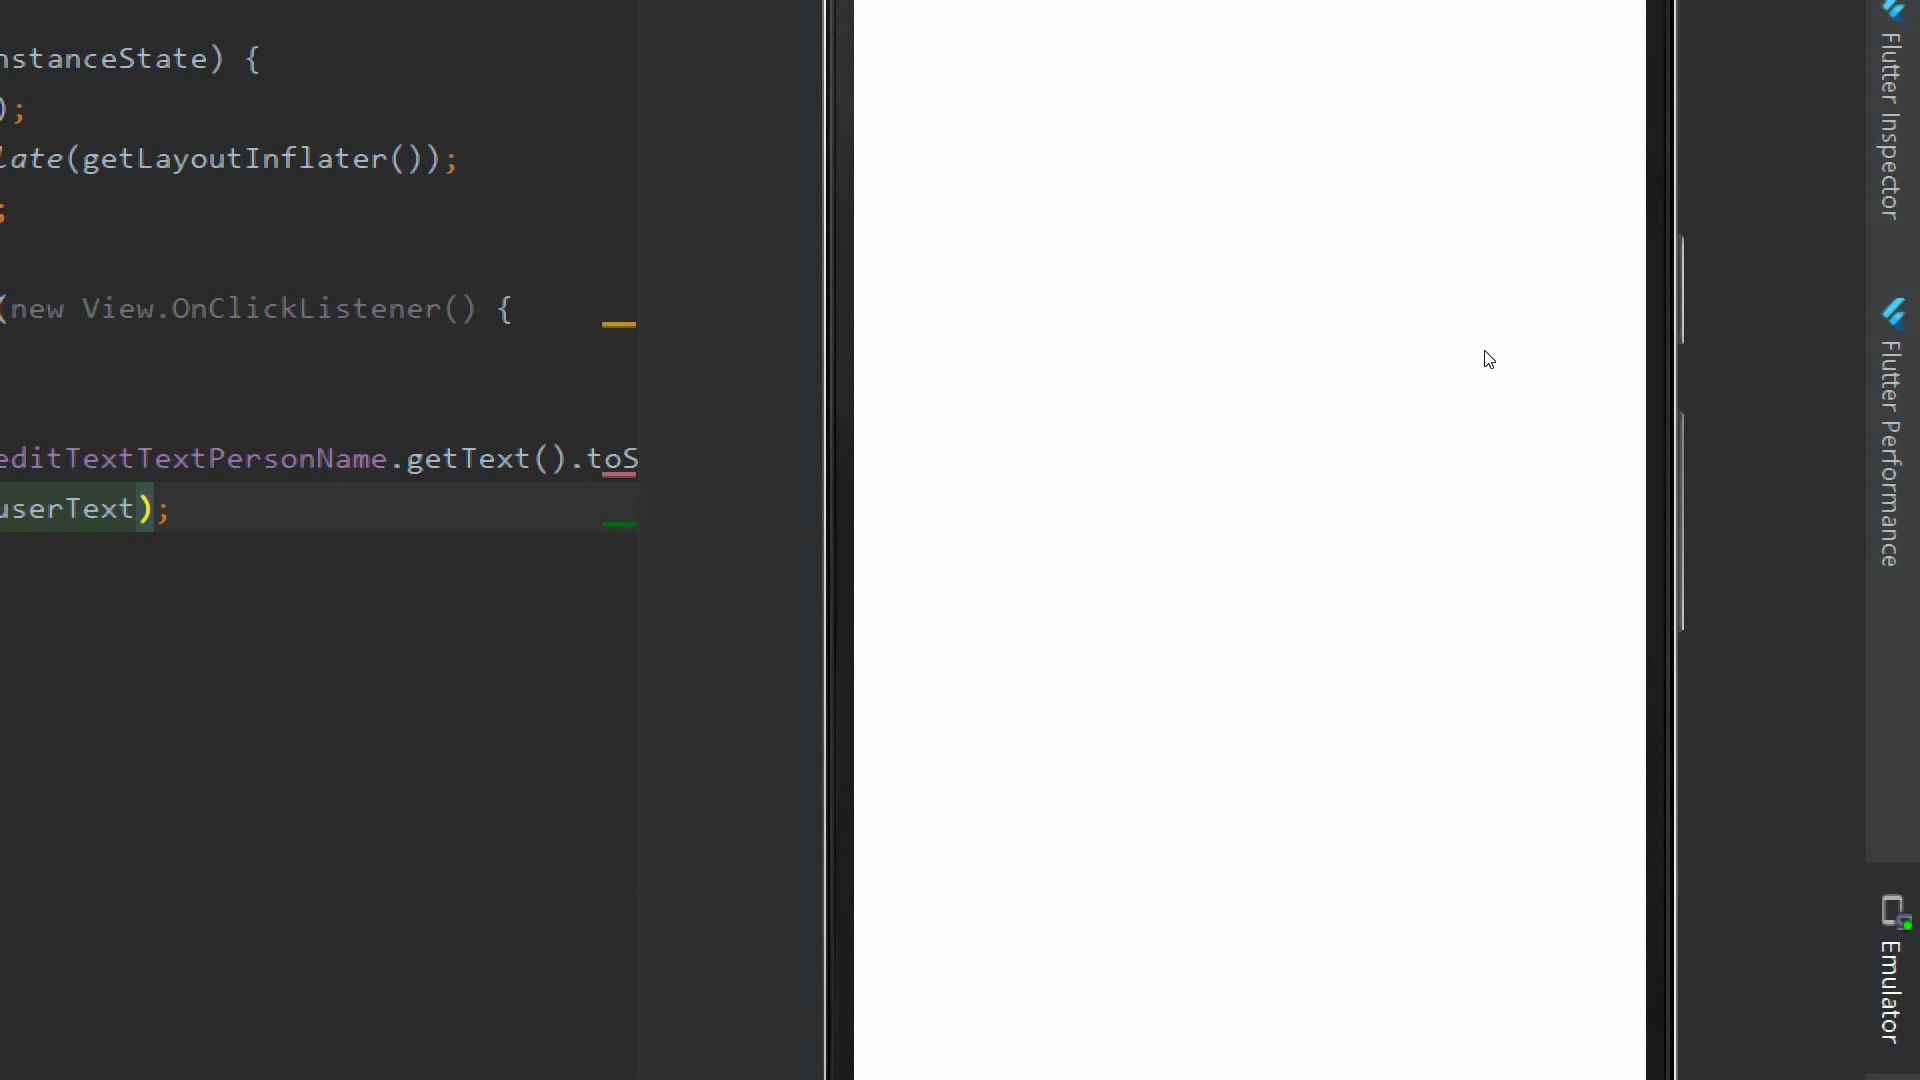 nstanceState) {
);
late(getLayoutInflater());
;
(new View.OnClickListener() {
editTextTextPersonName.getText().toS
userText);
Flutter Inspector
Flutter Performance
Emulator